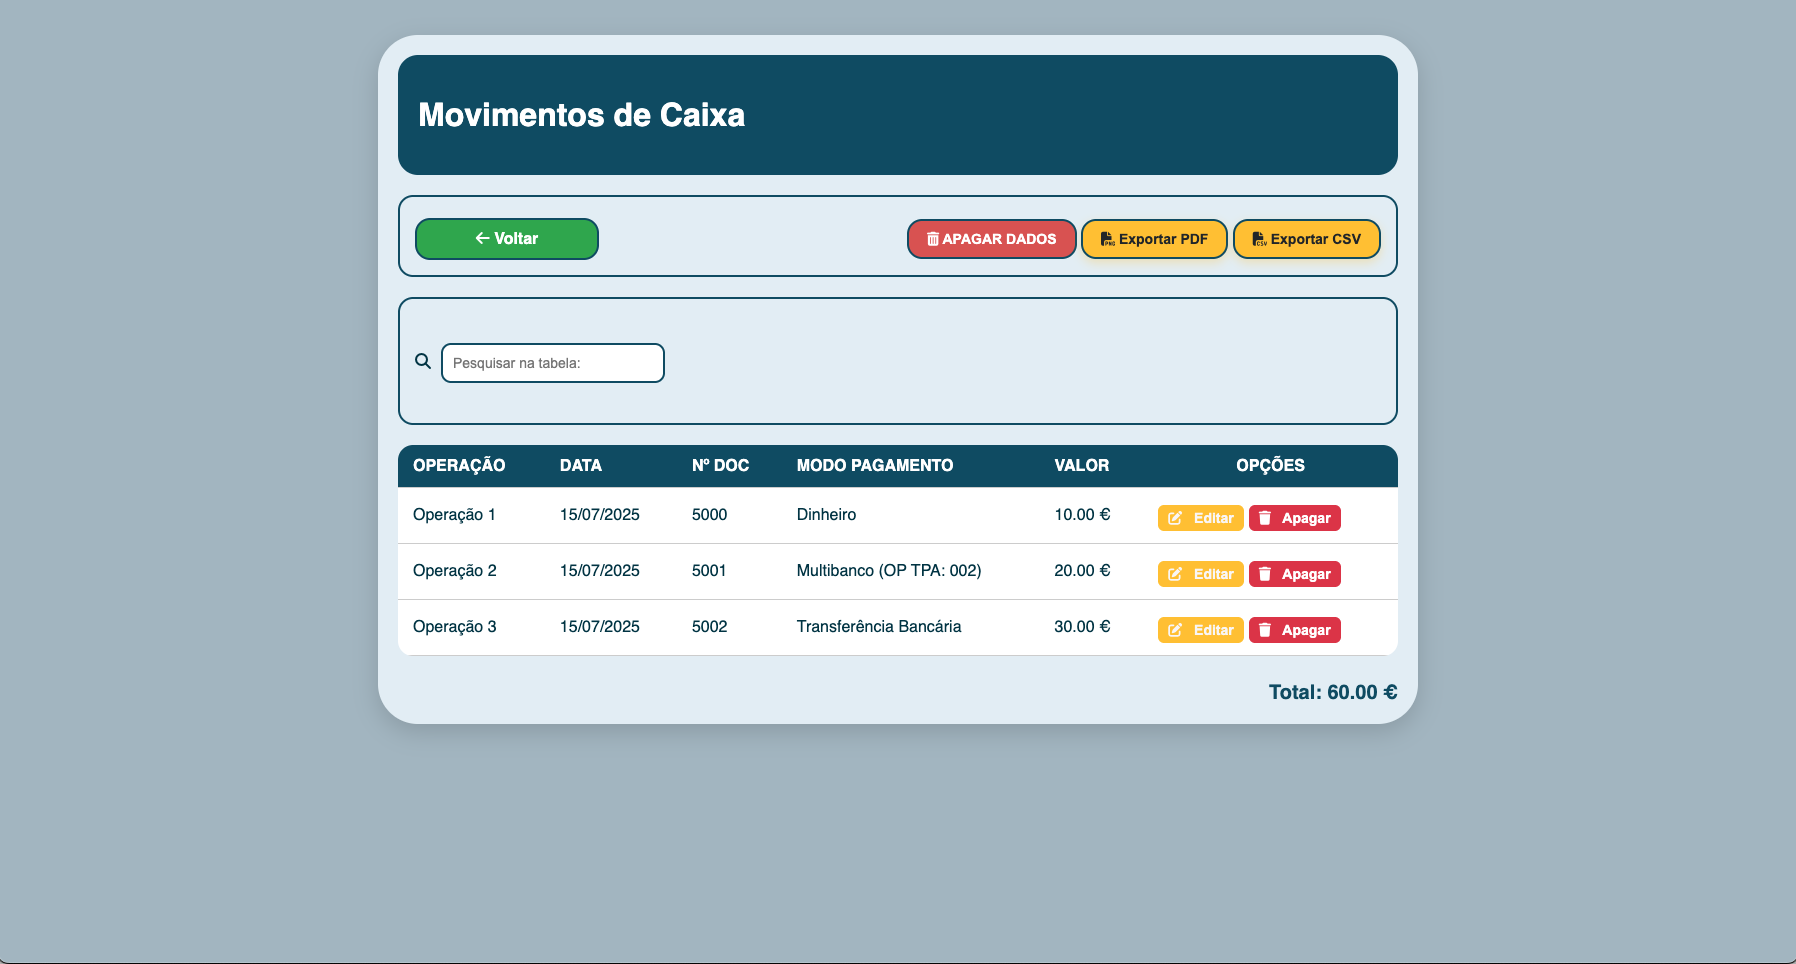 Movimentos de Caixa
Voltar
APAGAR DADOS
Exportar PDF
Exportar CSV
Pesquisar na tabela:
OPERAÇÃO DATA Nº DOC MODO PAGAMENTO VALOR OPÇÕES
Operação 1 15/07/2025 5000 Dinheiro 10.00 € Editar Apagar
Operação 2 15/07/2025 5001 Multibanco (OP TPA: 002) 20.00 € Editar Apagar
Operação 3 15/07/2025 5002 Transferência Bancária 30.00 € Editar Apagar
Total: 60.00 €